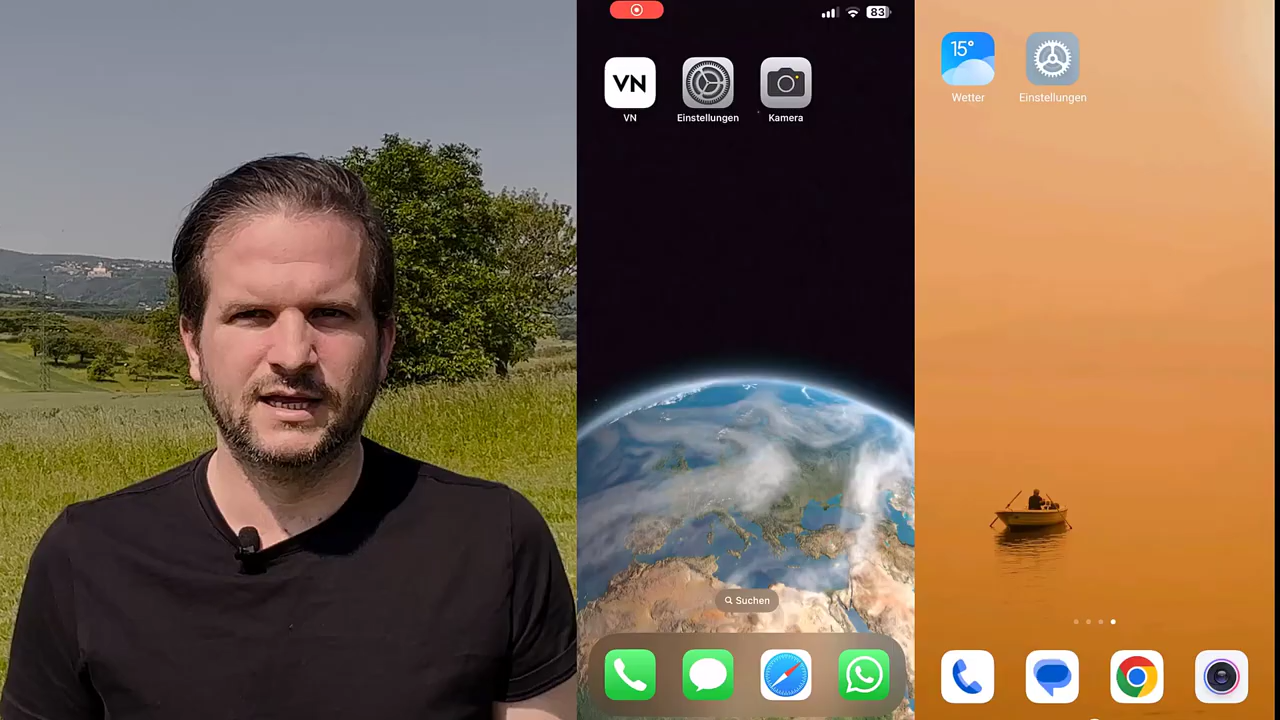 83
VN
VN
Einstellungen
Kamera
Suchen
15°
Wetter
Einstellungen